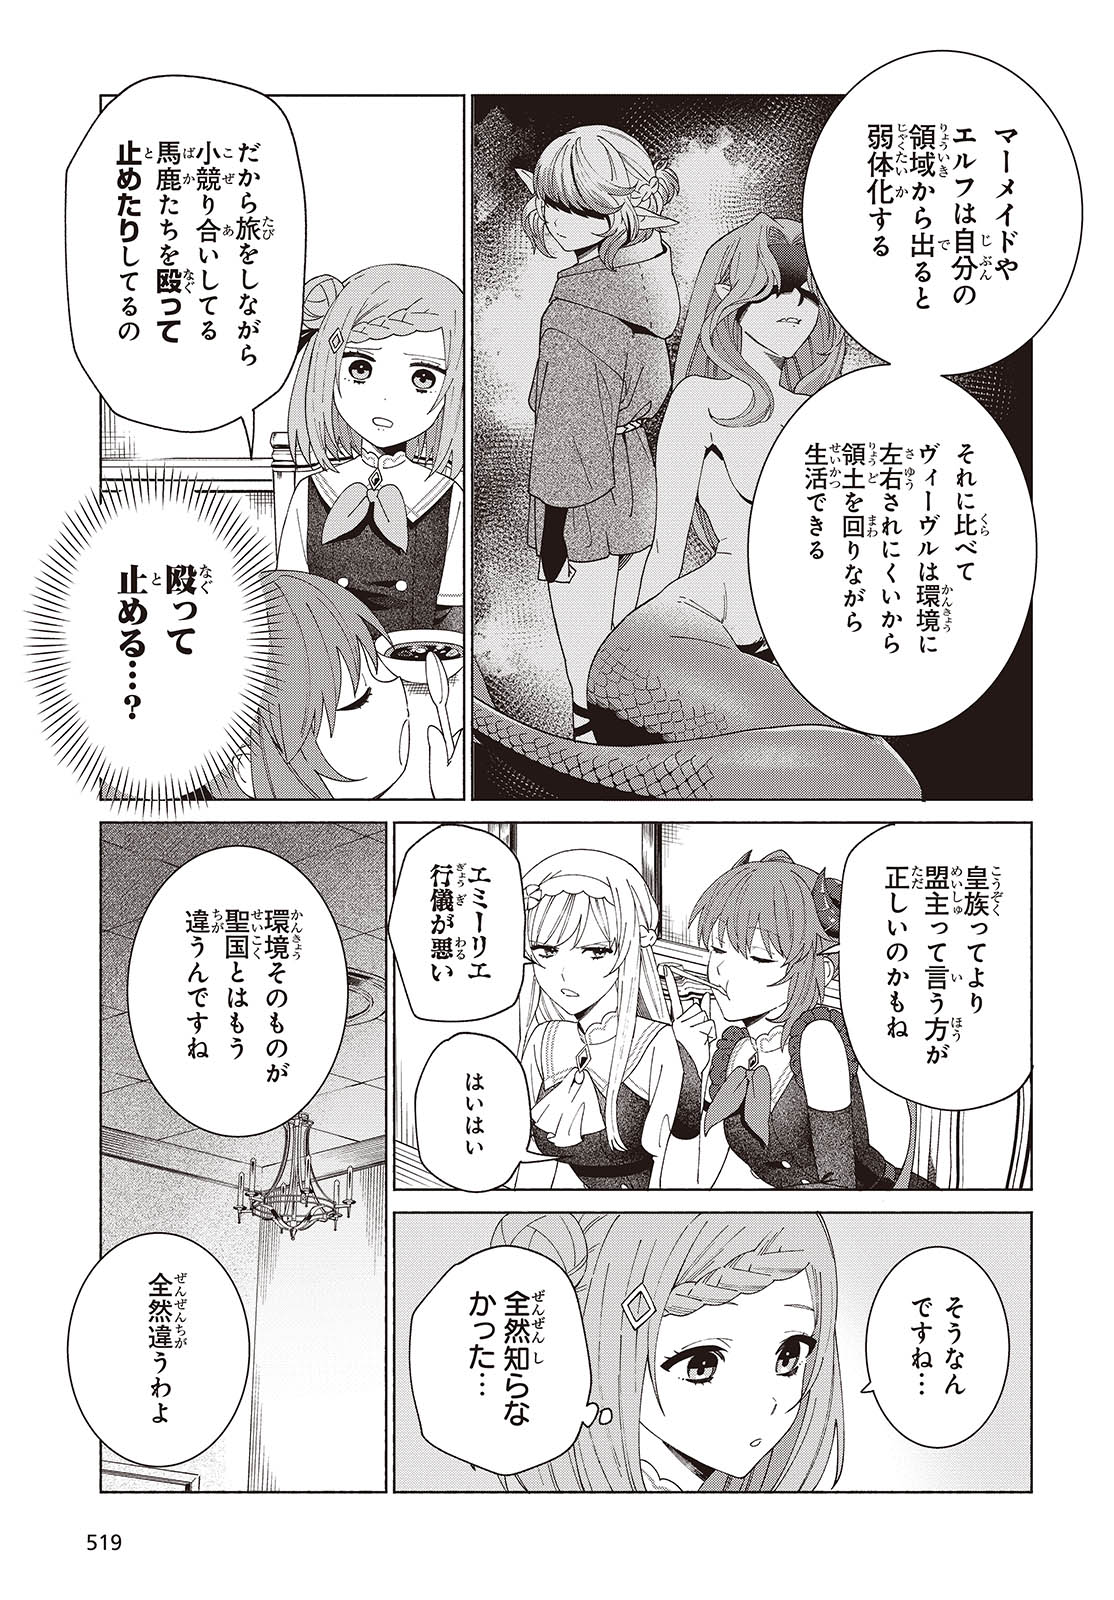 マーメイドや
エルフは自分の
領域から出ると
弱体化する
それに比べて
ヴィーヴルは環境に
左右されにくいから
領土を回りながら
生活できる
だから旅をしながら
小競り合いしてる
馬鹿たちを殴って
止めたりしてるの
殴って
止める…?
皇族ってより
盟主って言う方が
正しいのかもね
エミーリエ
行儀が悪い
はいはい
そうなん
ですね…
全然知らな
かった…
環境そのものが
聖国とはもう
違うんですね
全然違うわよ
519